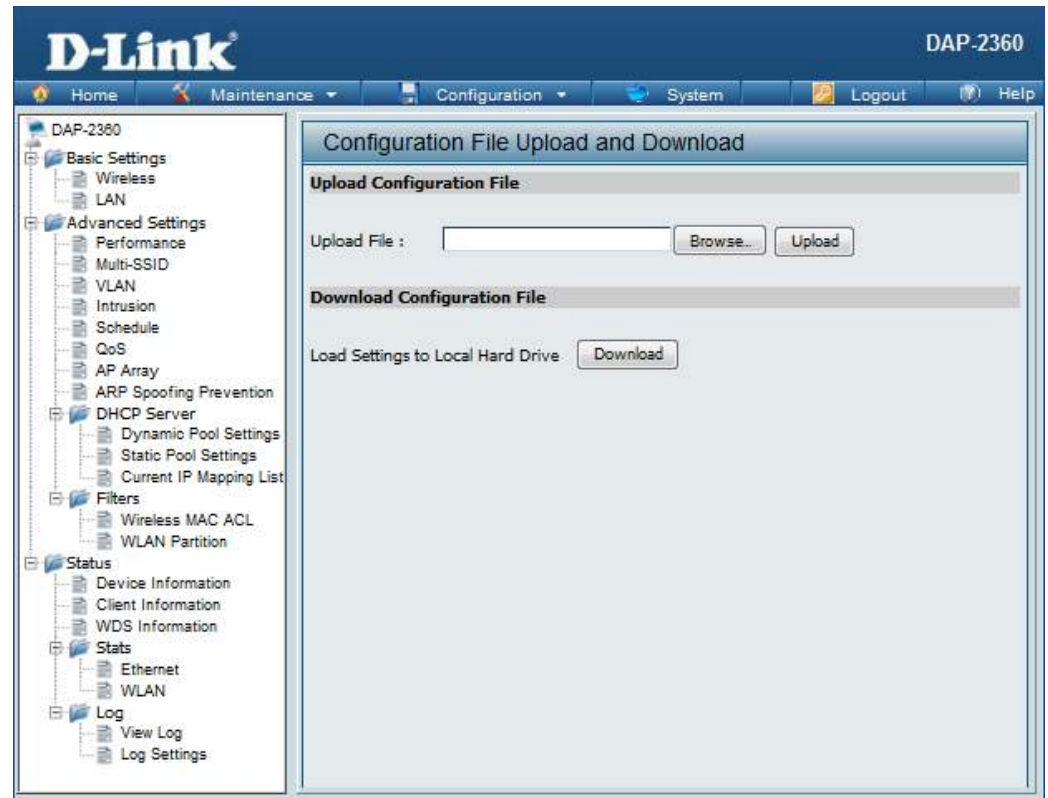 D-Link
DAP-2360
Home Maintenance Configuration System Logout Help
DAP-2360
Basic Settings
Wireless
LAN
Advanced Settings
Performance
Multi-SSID
VLAN
Intrusion
Schedule
QoS
AP Array
ARP Spoofing Prevention
DHCP Server
Dynamic Pool Settings
Static Pool Settings
Current IP Mapping List
Filters
Wireless MAC ACL
WLAN Partition
Status
Device Information
Client Information
WDS Information
Stats
Ethernet
WLAN
Log
View Log
Log Settings
Configuration File Upload and Download
Upload Configuration File
Upload File : Browse... Upload
Download Configuration File
Load Settings to Local Hard Drive Download